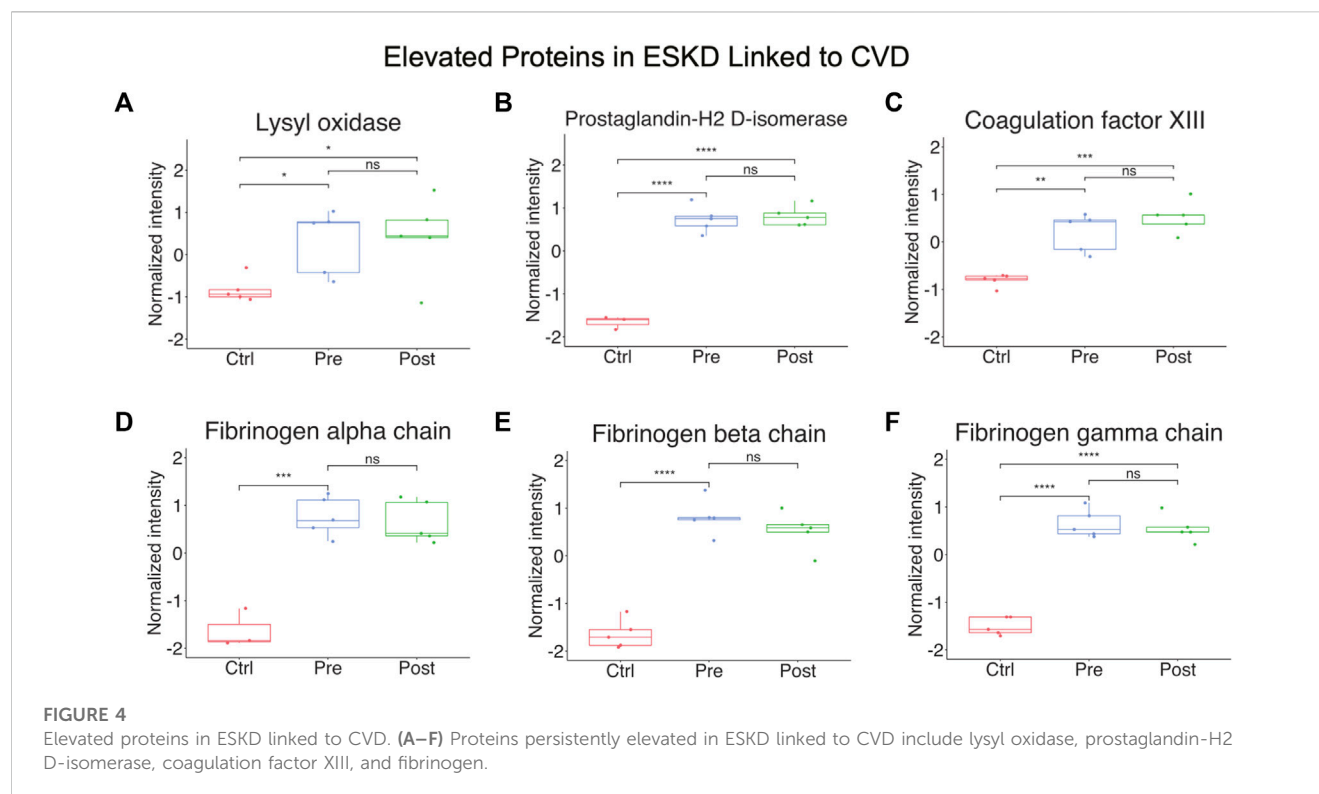 Elevated Proteins in ESKD Linked to CVD
A
Lysyl oxidase
Normalized intensity
2
1
0
-1
-2
*
*
ns
Ctrl Pre Post
B
Prostaglandin-H2 D-isomerase
Normalized intensity
2
1
0
-1
-2
****
****
ns
Ctrl Pre Post
C
Coagulation factor XIII
Normalized intensity
2
1
0
-1
-2
***
**
ns
Ctrl Pre Post
D
Fibrinogen alpha chain
Normalized intensity
2
1
0
-1
-2
***
ns
Ctrl Pre Post
E
Fibrinogen beta chain
Normalized intensity
2
1
0
-1
-2
****
ns
Ctrl Pre Post
F
Fibrinogen gamma chain
Normalized intensity
2
1
0
-1
-2
****
****
ns
Ctrl Pre Post
FIGURE 4
Elevated proteins in ESKD linked to CVD. (A–F) Proteins persistently elevated in ESKD linked to CVD include lysyl oxidase, prostaglandin-H2
D-isomerase, coagulation factor XIII, and fibrinogen.